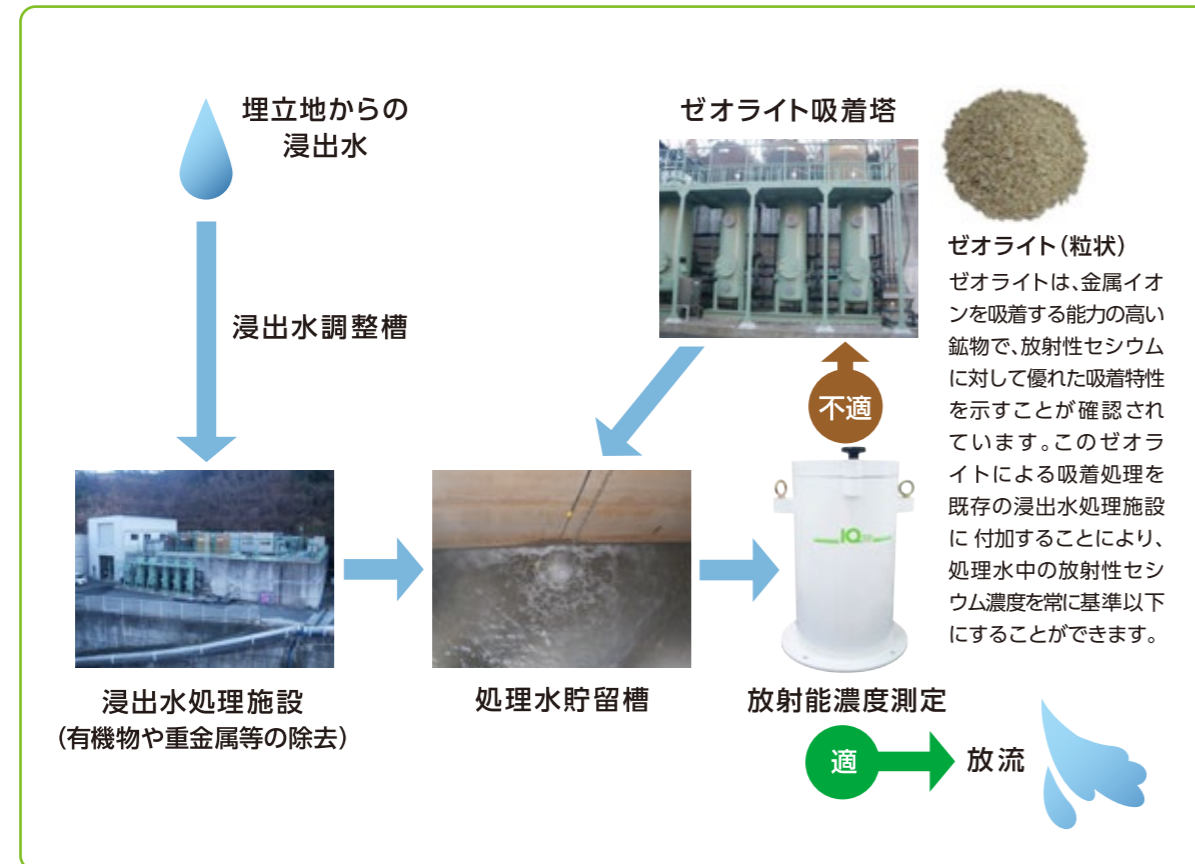 埋立地からの
浸出水
浸出水調整槽
浸出水処理施設
（有機物や重金属等の除去）
処理水貯留槽
ゼオライト吸着塔
不適
IQ
放射能濃度測定
適
放流
ゼオライト（粒状）
ゼオライトは、金属イオ
ンを吸着する能力の高い
鉱物で、放射性セシウム
に対して優れた吸着特性
を示すことが確認され
ています。このゼオラ
イトによる吸着処理を
既存の浸出水処理施設
に 付加することにより、
処理水中の放射性セシ
ウム濃度を常に基準以下
にすることができます。